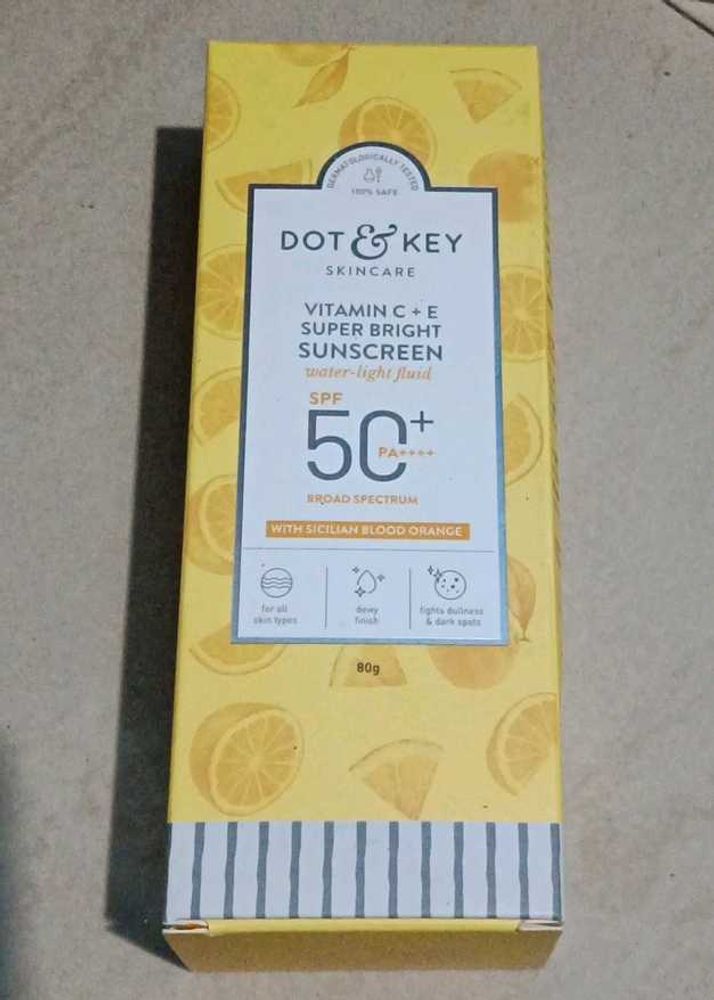 DERMATOLOGICALLY TESTED
100% SAFE
DOT & KEY
SKINCARE
VITAMIN C + E
SUPER BRIGHT
SUNSCREEN
water-light fluid
SPF
50+
PA++++
BROAD SPECTRUM
WITH SICILIAN BLOOD ORANGE
for all
skin types
dewy
finish
fights dullness
& dark spots
80g